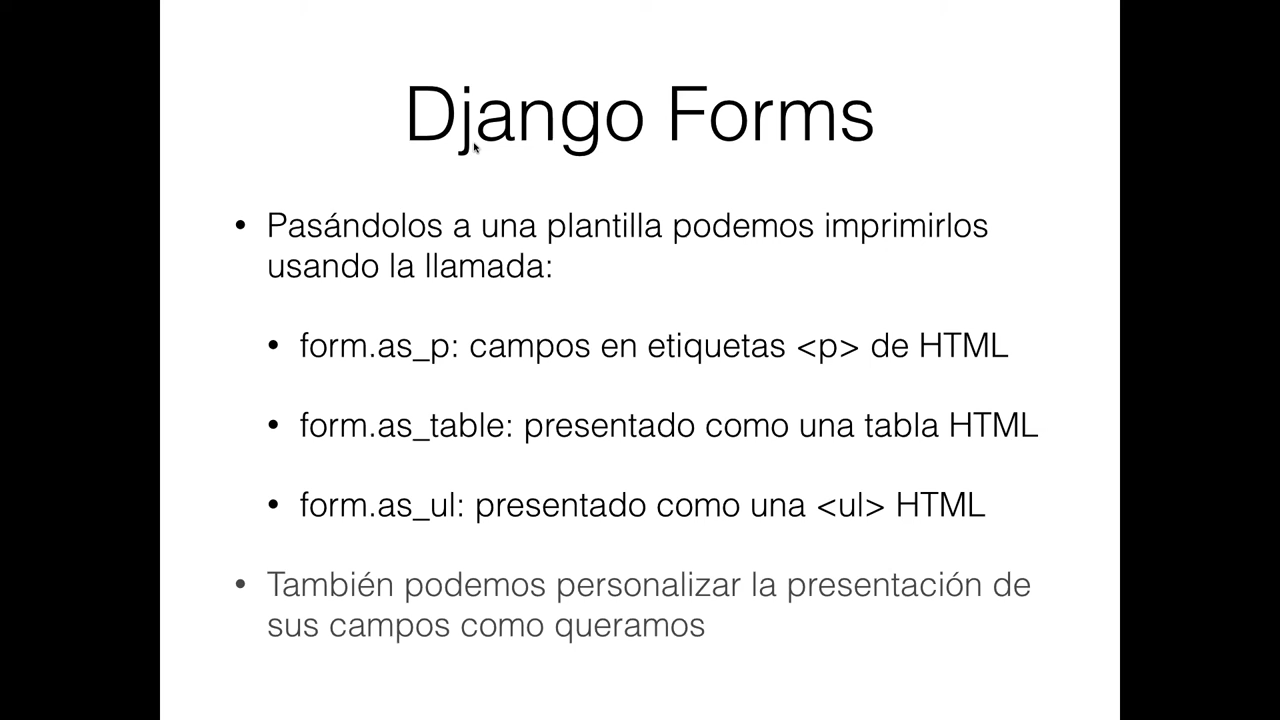 Django Forms
• Pasándolos a una plantilla podemos imprimirlos
usando la llamada:
• form.as_p: campos en etiquetas <p> de HTML
• form.as_table: presentado como una tabla HTML
• form.as_ul: presentado como una <ul> HTML
• También podemos personalizar la presentación de
sus campos como queramos